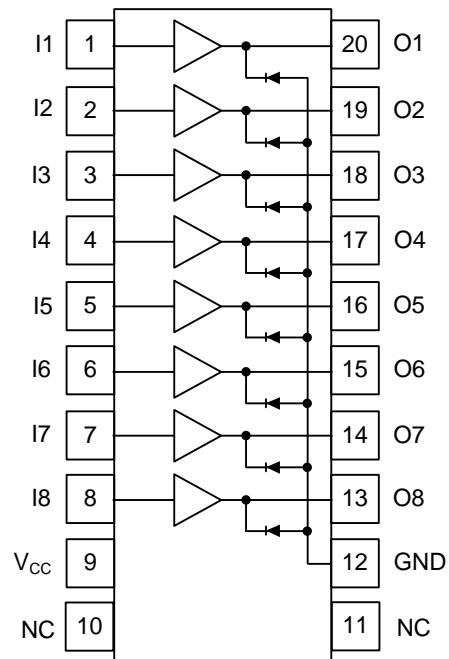 I1 1 20 O1
I2 2 19 O2
I3 3 18 O3
I4 4 17 O4
I5 5 16 O5
I6 6 15 O6
I7 7 14 O7
I8 8 13 O8
VCC 9 12 GND
NC 10 11 NC